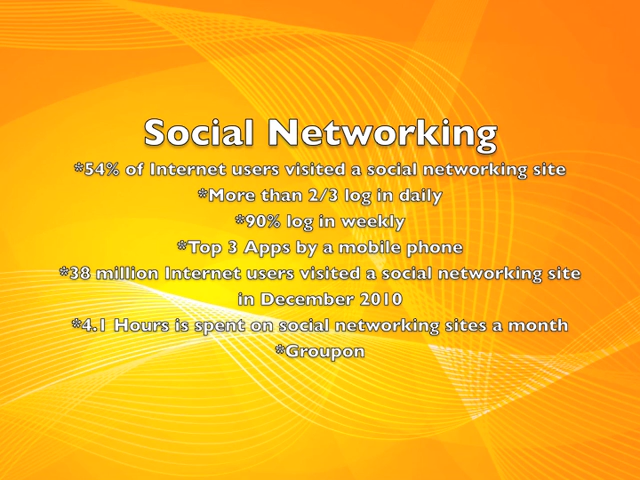 Social Networking
*54% of Internet users visited a social networking site
*More than 2/3 log in daily
*90% log in weekly
*Top 3 Apps by a mobile phone
*38 million Internet users visited a social networking site
in December 2010
*4.1 Hours is spent on social networking sites a month
*Groupon